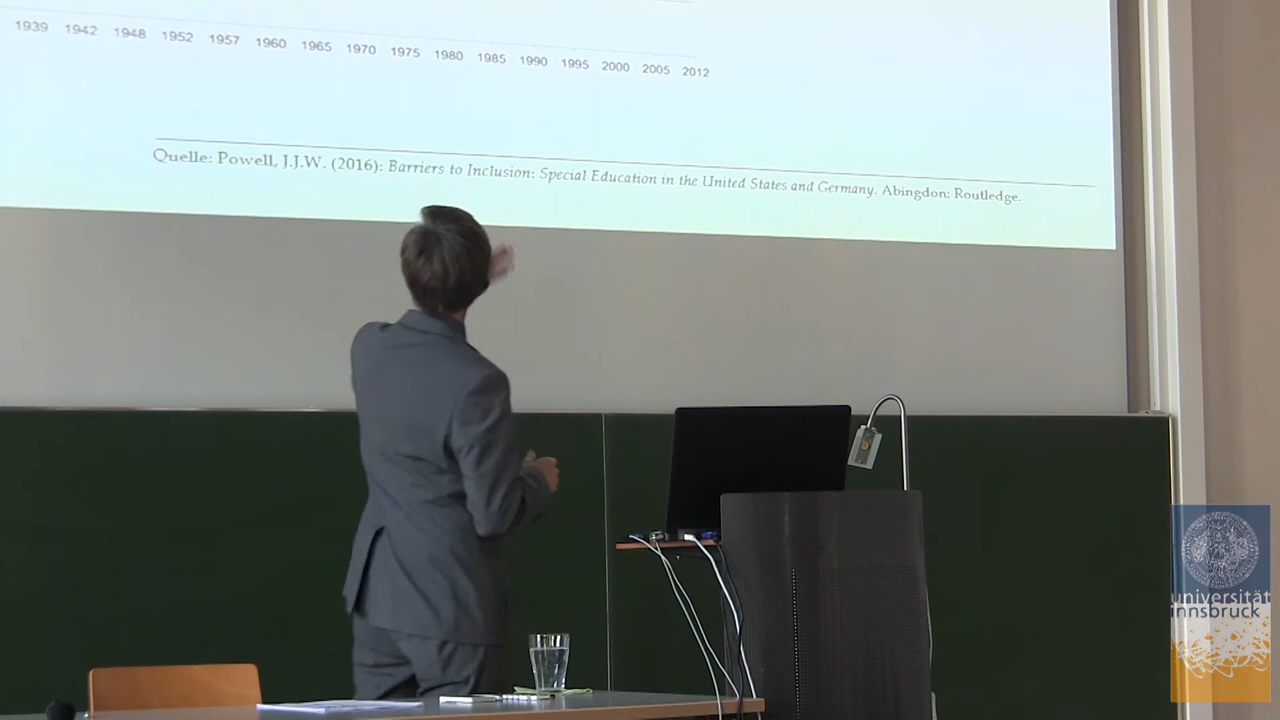 1939 1942 1948 1952 1957 1960 1965 1970 1975 1980 1985 1990 1995 2000 2005 2012
Quelle: Powell, J.J.W. (2016): Barriers to Inclusion: Special Education in the United States and Germany. Abingdon: Routledge.
universität
innsbruck